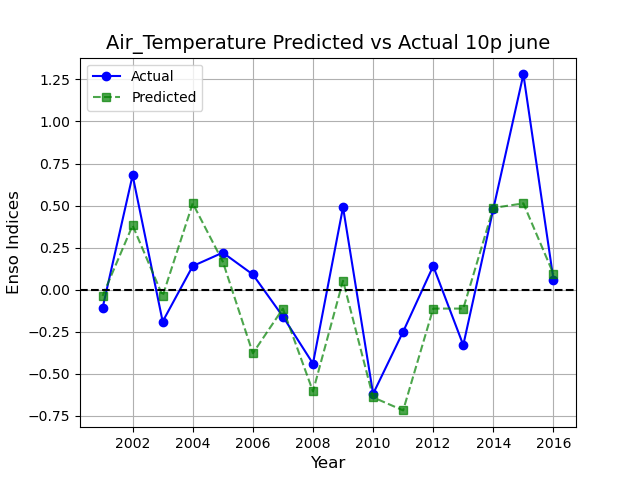 Air_Temperature Predicted vs Actual 10p june
Actual
Predicted
Enso Indices
1.25
1.00
0.75
0.50
0.25
0.00
−0.25
−0.50
−0.75
2002 2004 2006 2008 2010 2012 2014 2016
Year